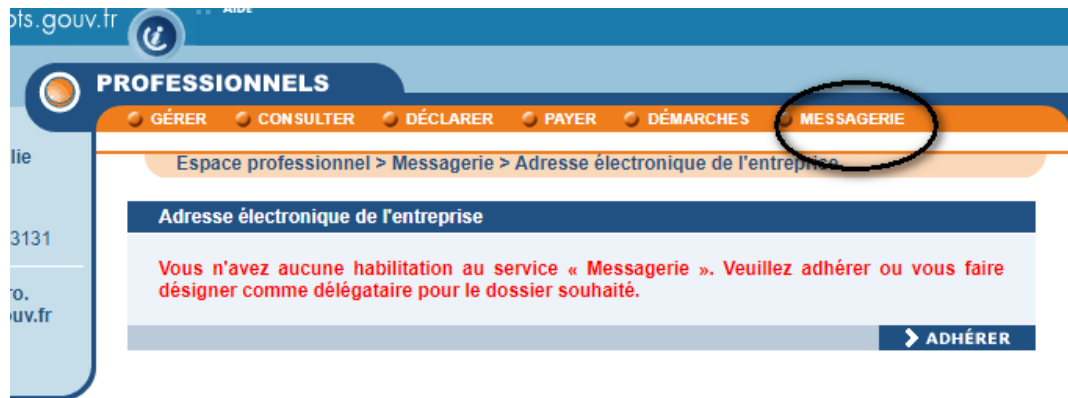 ots.gouv.fr
AIDE
PROFESSIONNELS
GÉRER CONSULTER DÉCLARER PAYER DÉMARCHES MESSAGERIE
lie
Espace professionnel > Messagerie > Adresse électronique de l'entreprise
Adresse électronique de l'entreprise
3131
Vous n'avez aucune habilitation au service « Messagerie ». Veuillez adhérer ou vous faire
désigner comme délégataire pour le dossier souhaité.
ro.
ouv.fr
ADHÉRER